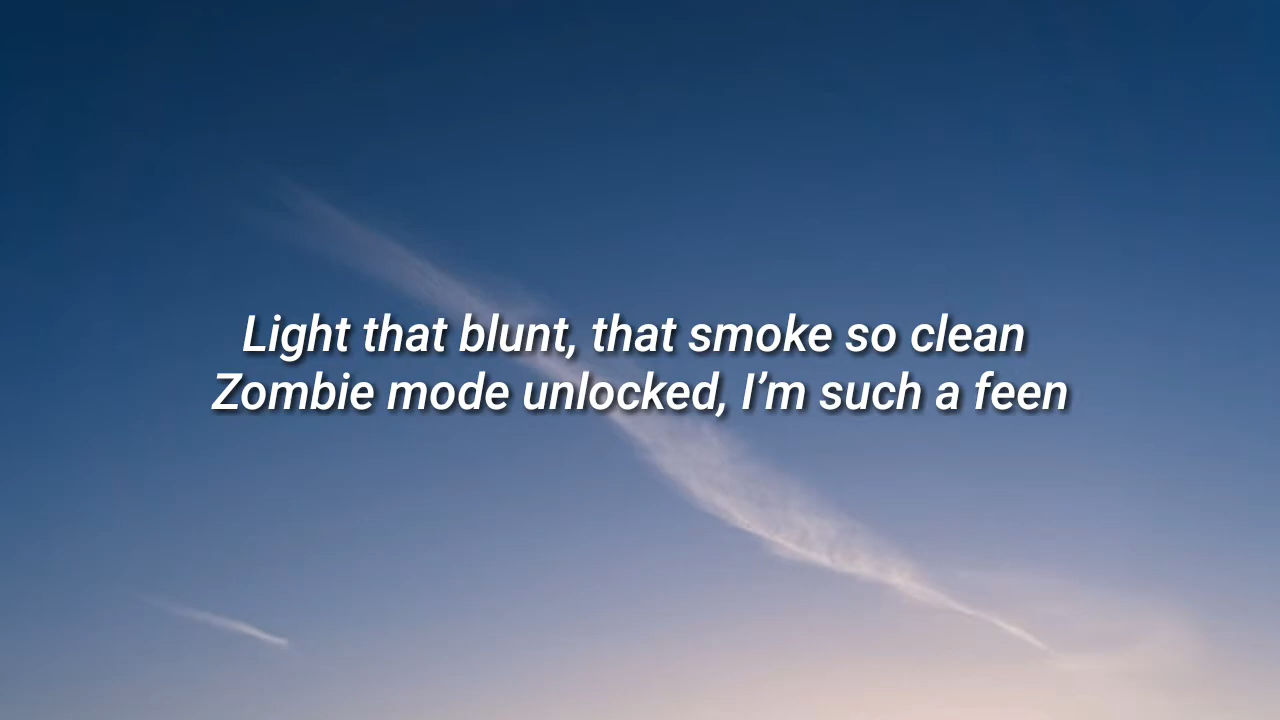 Light that blunt, that smoke so clean
Zombie mode unlocked, I’m such a feen